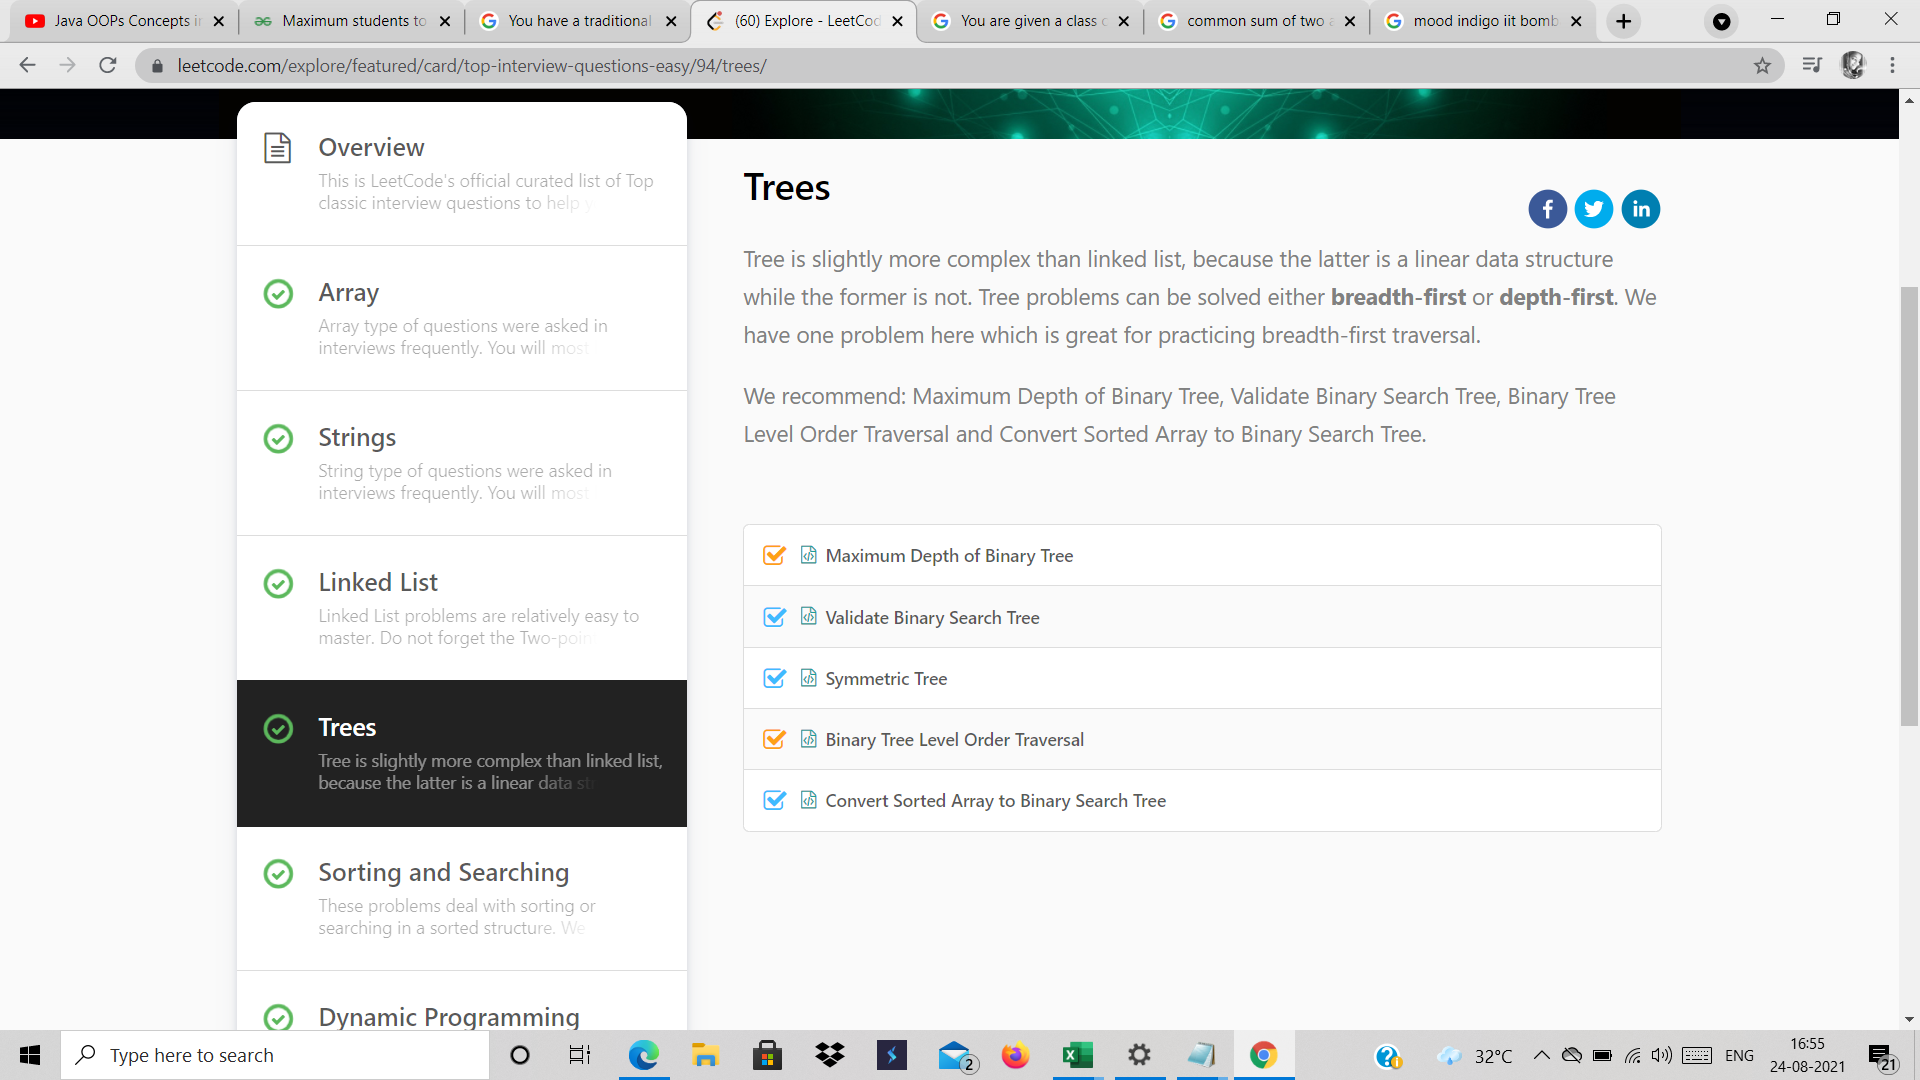 Java OOPs Concepts i
Maximum students to
You have a traditional
(60) Explore - LeetCod
You are given a class
common sum of two
mood indigo iit bomb
leetcode.com/explore/featured/card/top-interview-questions-easy/94/trees/
Overview
This is LeetCode's official curated list of Top
classic interview questions to help y
Array
Array type of questions were asked in
interviews frequently. You will most
Strings
String type of questions were asked in
interviews frequently. You will most
Linked List
Linked List problems are relatively easy to
master. Do not forget the Two-poin
Trees
Tree is slightly more complex than linked list,
because the latter is a linear data st
Sorting and Searching
These problems deal with sorting or
searching in a sorted structure. We
Dynamic Programming
Trees
f
in
Tree is slightly more complex than linked list, because the latter is a linear data structure
while the former is not. Tree problems can be solved either breadth-first or depth-first. We
have one problem here which is great for practicing breadth-first traversal.
We recommend: Maximum Depth of Binary Tree, Validate Binary Search Tree, Binary Tree
Level Order Traversal and Convert Sorted Array to Binary Search Tree.
Maximum Depth of Binary Tree
Validate Binary Search Tree
Symmetric Tree
Binary Tree Level Order Traversal
Convert Sorted Array to Binary Search Tree
Type here to search
2
32°C
ENG
16:55
24-08-2021
21